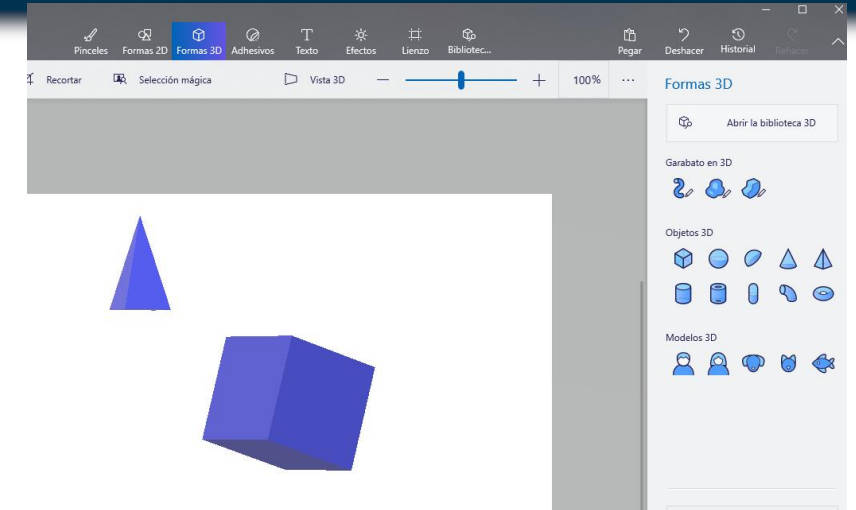 Pinceles Formas 2D Formas 3D Adhesivos Texto Efectos Lienzo Bibliotec... Pegar Deshacer Historial Rehacer
Recortar Selección mágica Vista 3D 100% ...
Formas 3D
Abrir la biblioteca 3D
Garabato en 3D
Objetos 3D
Modelos 3D